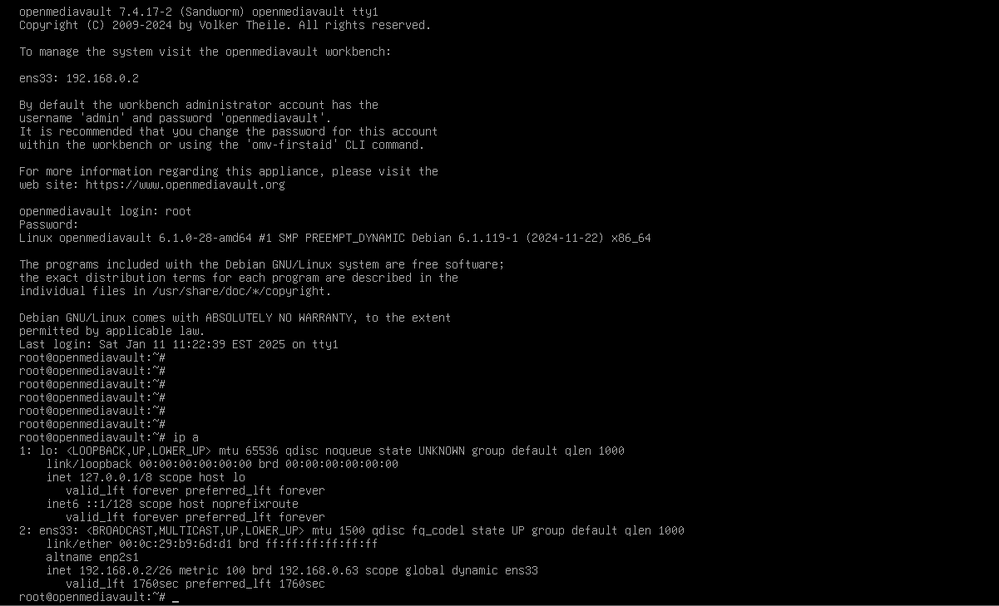 openmediavault 7.4.17-2 (Sandworm) openmediavault tty1
Copyright (C) 2009-2024 by Volker Theile. All rights reserved.
To manage the system visit the openmediavault workbench:
ens33: 192.168.0.2
By default the workbench administrator account has the
username 'admin' and password 'openmediavault'.
It is recommended that you change the password for this account
within the workbench or using the 'omv-firstaid' CLI command.
For more information regarding this appliance, please visit the
web site: https://www.openmediavault.org
openmediavault login: root
Password:
Linux openmediavault 6.1.0-28-amd64 #1 SMP PREEMPT_DYNAMIC Debian 6.1.119-1 (2024-11-22) x86_64
The programs included with the Debian GNU/Linux system are free software;
the exact distribution terms for each program are described in the
individual files in /usr/share/doc/*/copyright.
Debian GNU/Linux comes with ABSOLUTELY NO WARRANTY, to the extent
permitted by applicable law.
Last login: Sat Jan 11 11:22:39 EST 2025 on tty1
root@openmediavault:~#
root@openmediavault:~#
root@openmediavault:~#
root@openmediavault:~#
root@openmediavault:~#
root@openmediavault:~#
root@openmediavault:~# ip a
1: lo: <LOOPBACK,UP,LOWER_UP> mtu 65536 qdisc noqueue state UNKNOWN group default qlen 1000
    link/loopback 00:00:00:00:00:00 brd 00:00:00:00:00:00
    inet 127.0.0.1/8 scope host lo
       valid_lft forever preferred_lft forever
    inet6 ::1/128 scope host noprefixroute
       valid_lft forever preferred_lft forever
2: ens33: <BROADCAST,MULTICAST,UP,LOWER_UP> mtu 1500 qdisc fq_codel state UP group default qlen 1000
    link/ether 00:0c:29:b9:6d:d1 brd ff:ff:ff:ff:ff:ff
    altname enp2s1
    inet 192.168.0.2/26 metric 100 brd 192.168.0.63 scope global dynamic ens33
       valid_lft 1760sec preferred_lft 1760sec
root@openmediavault:~# _